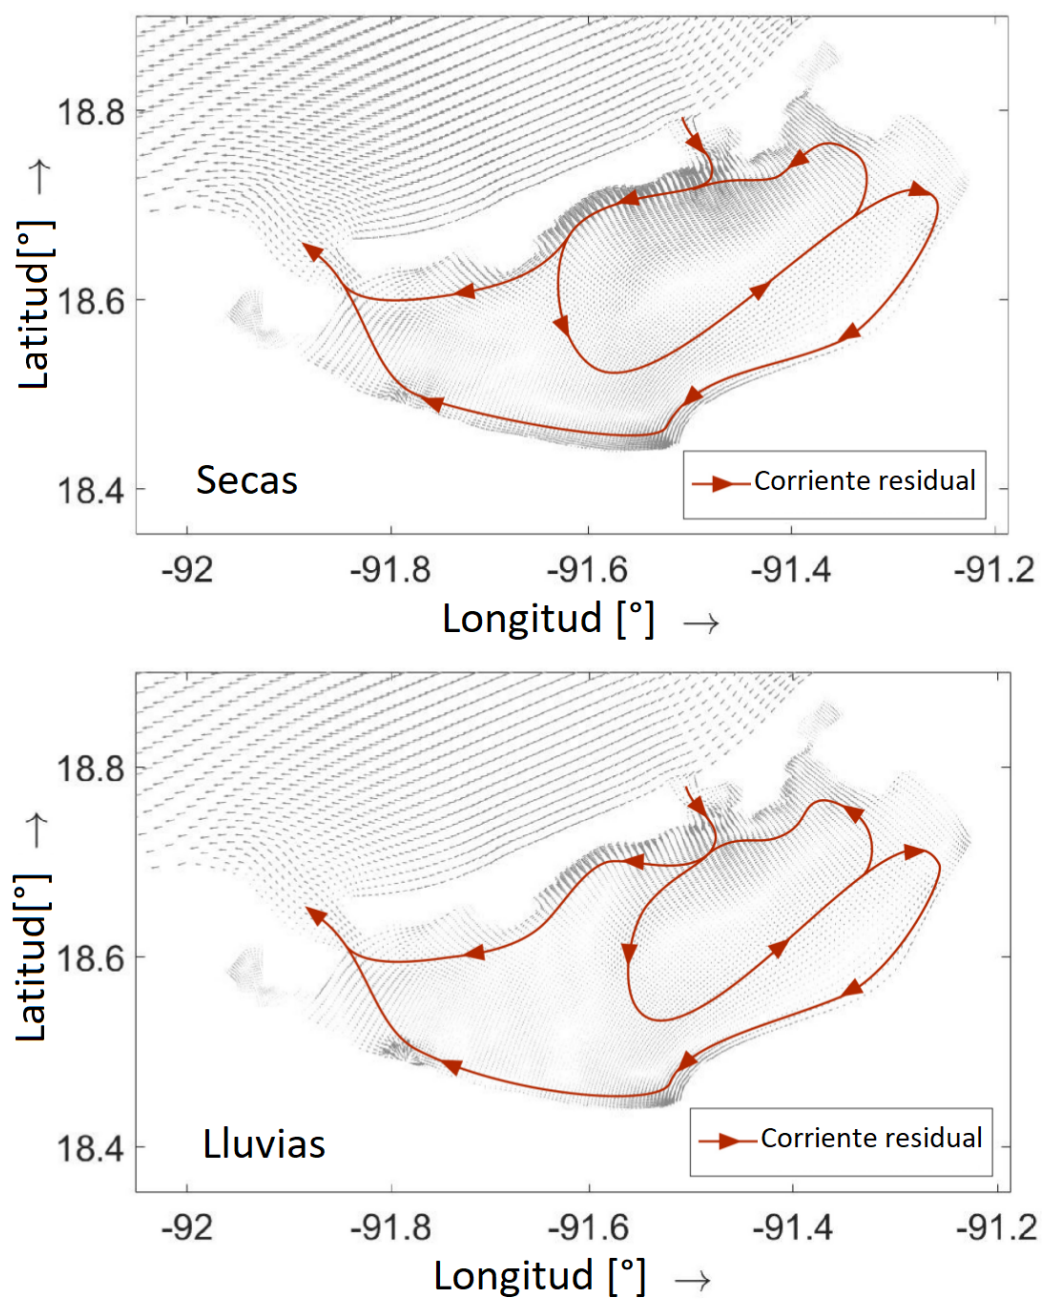 18.8
18.6
18.4
Latitud[°] →
Secas
Corriente residual
-92 -91.8 -91.6 -91.4 -91.2
Longitud [°] →
18.8
18.6
18.4
Latitud[°] →
Lluvias
Corriente residual
-92 -91.8 -91.6 -91.4 -91.2
Longitud [°] →